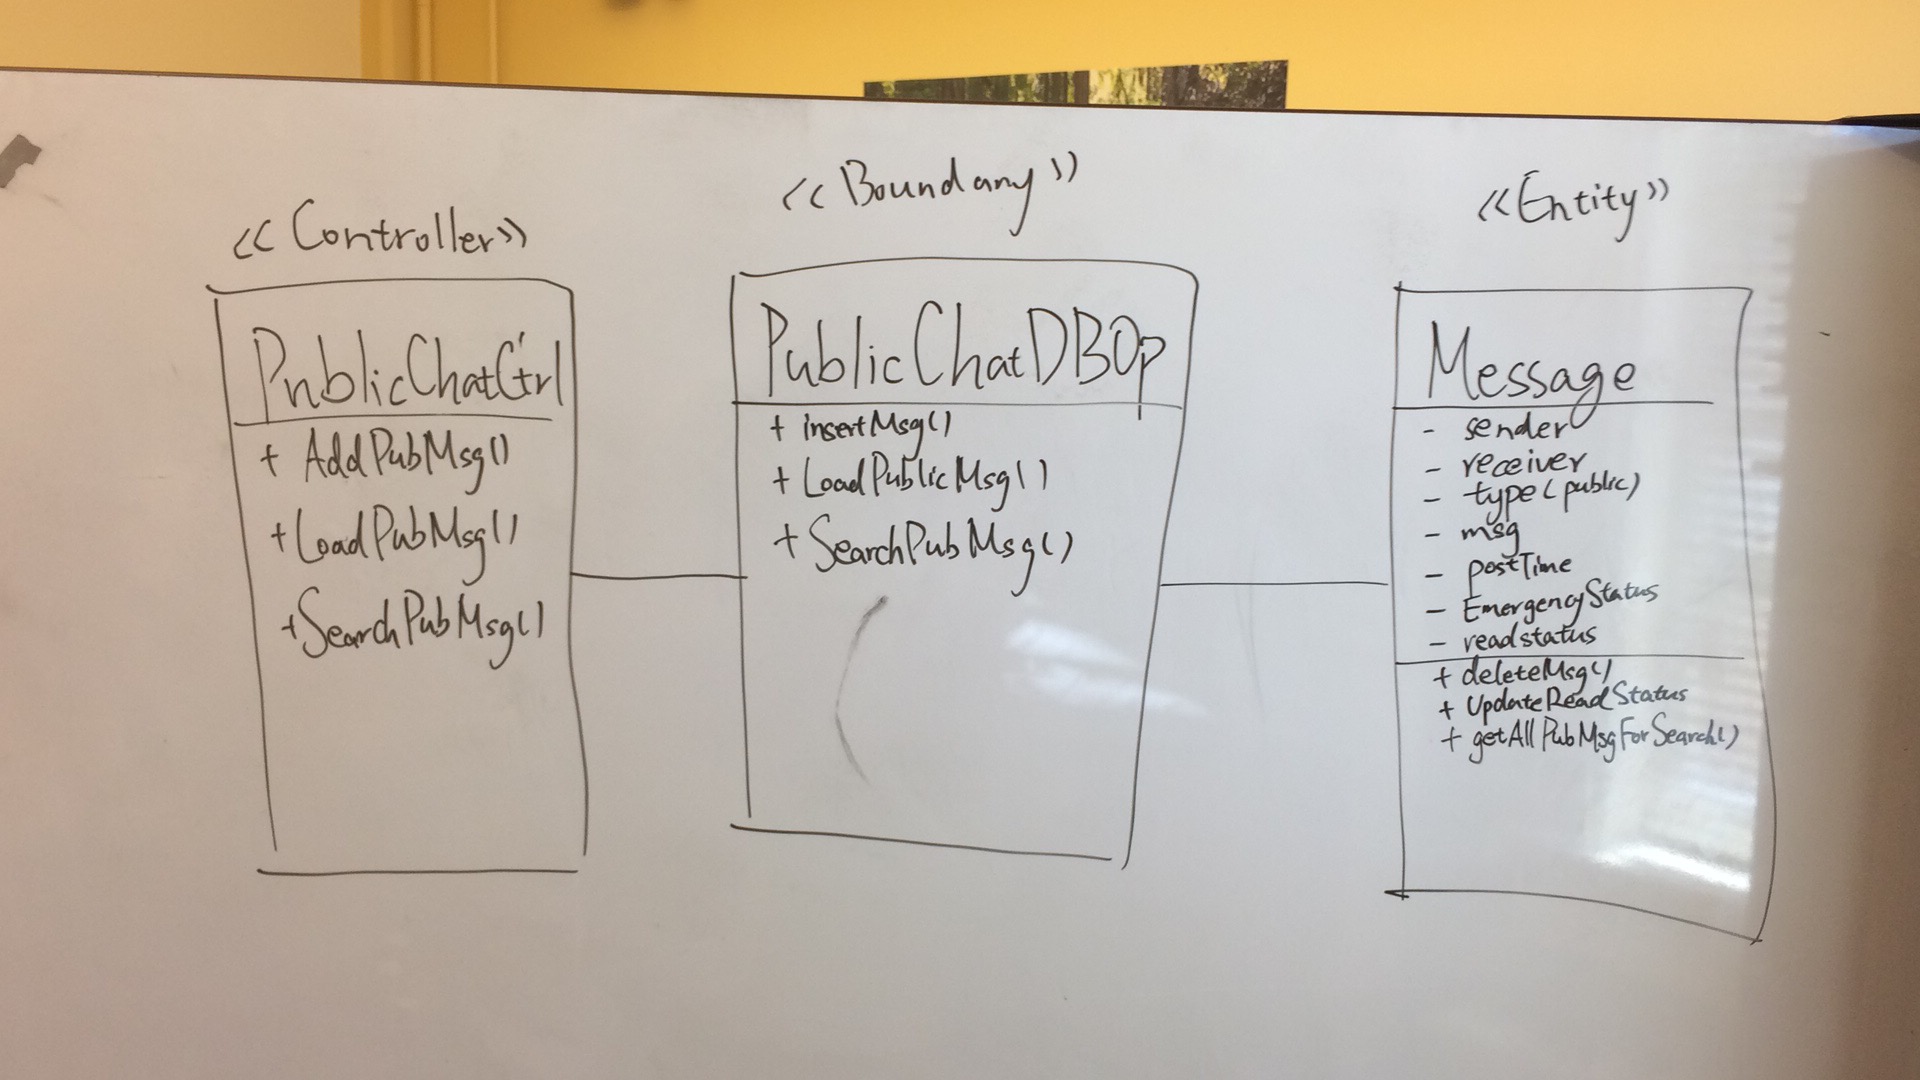 <<Controller>>
PublicChatCtrl
+ AddPubMsg()
+ LoadPubMsg()
+ SearchPubMsg()
<<Boundary>>
PublicChatDBOp
+ insertMsg()
+ LoadPublicMsg()
+ SearchPubMsg()
<<Entity>>
Message
- sender
- receiver
- type (public)
- msg
- postTime
- EmergencyStatus
- readstatus
+ deleteMsg()
+ UpdateReadStatus
+ getAllPubMsgForSearch()